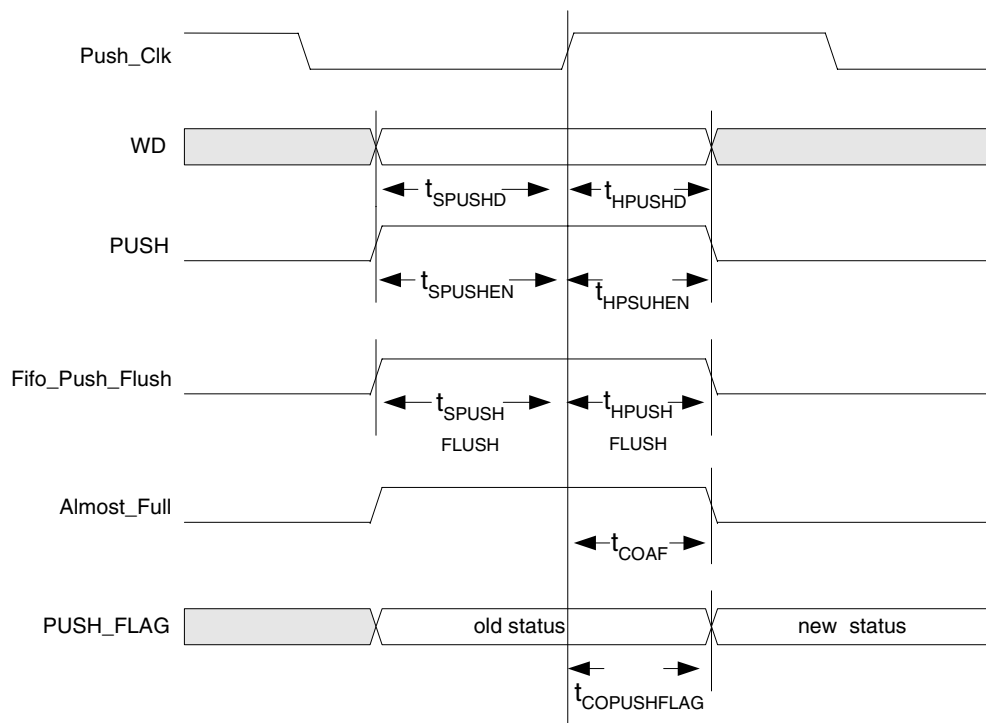 Push_Clk
WD
tSPUSHD
tHPUSHD
PUSH
tSPUSHEN
tHPSUHEN
Fifo_Push_Flush
tSPUSH
tHPUSH
FLUSH
FLUSH
Almost_Full
tCOAF
PUSH_FLAG
old status
new status
tCOPUSHFLAG